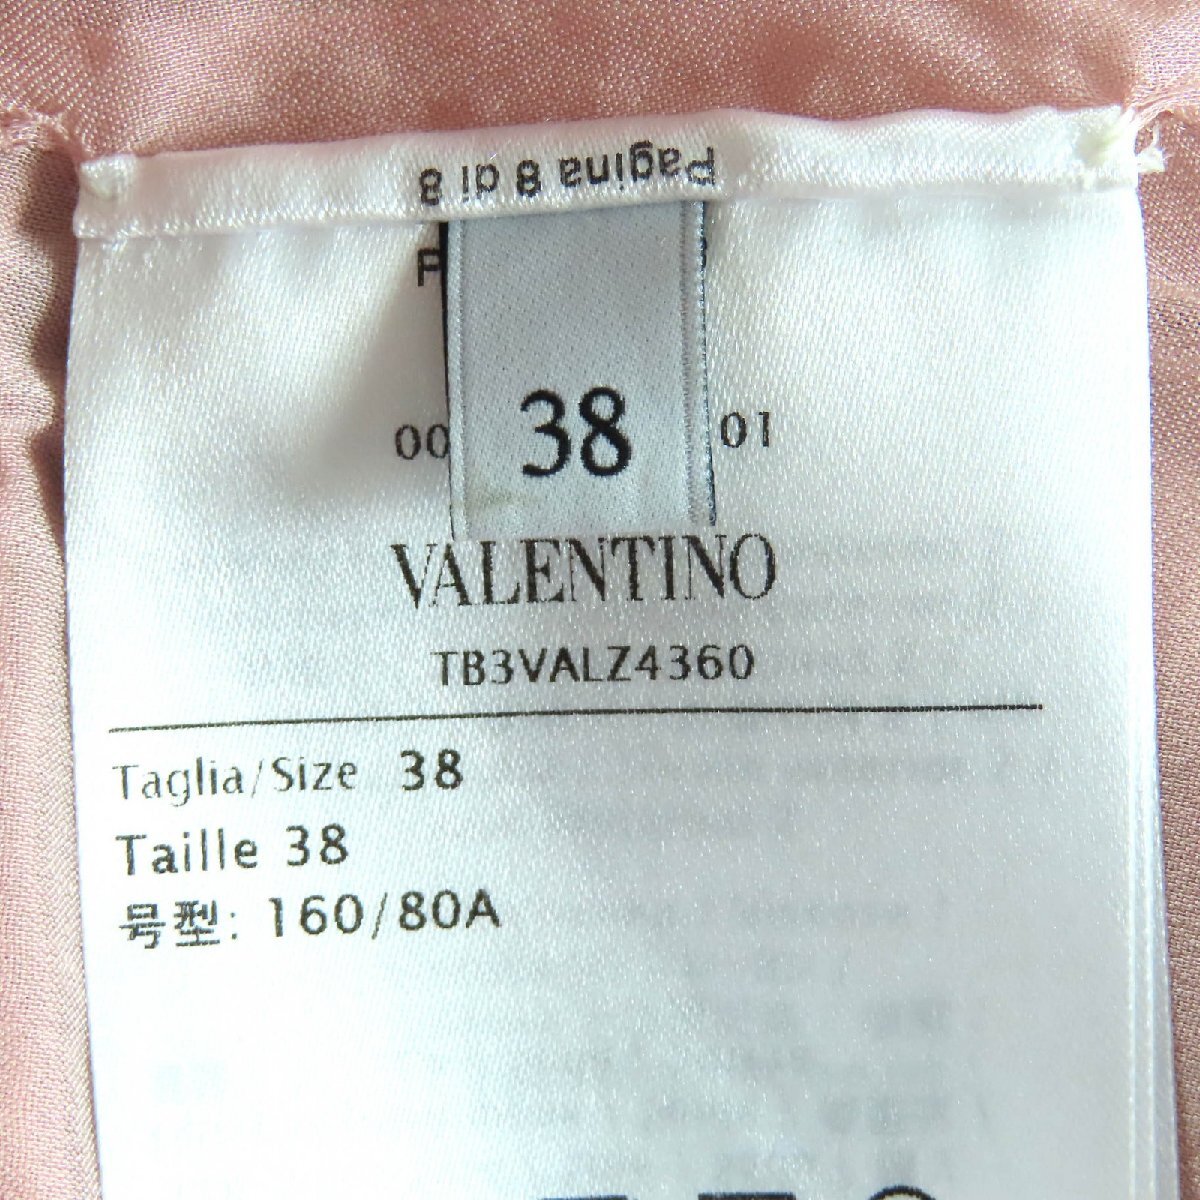 Pagina 8 di 8
38
00 01
VALENTINO
TB3VALZ4360
Taglia/Size 38
Taille 38
号型: 160/80A